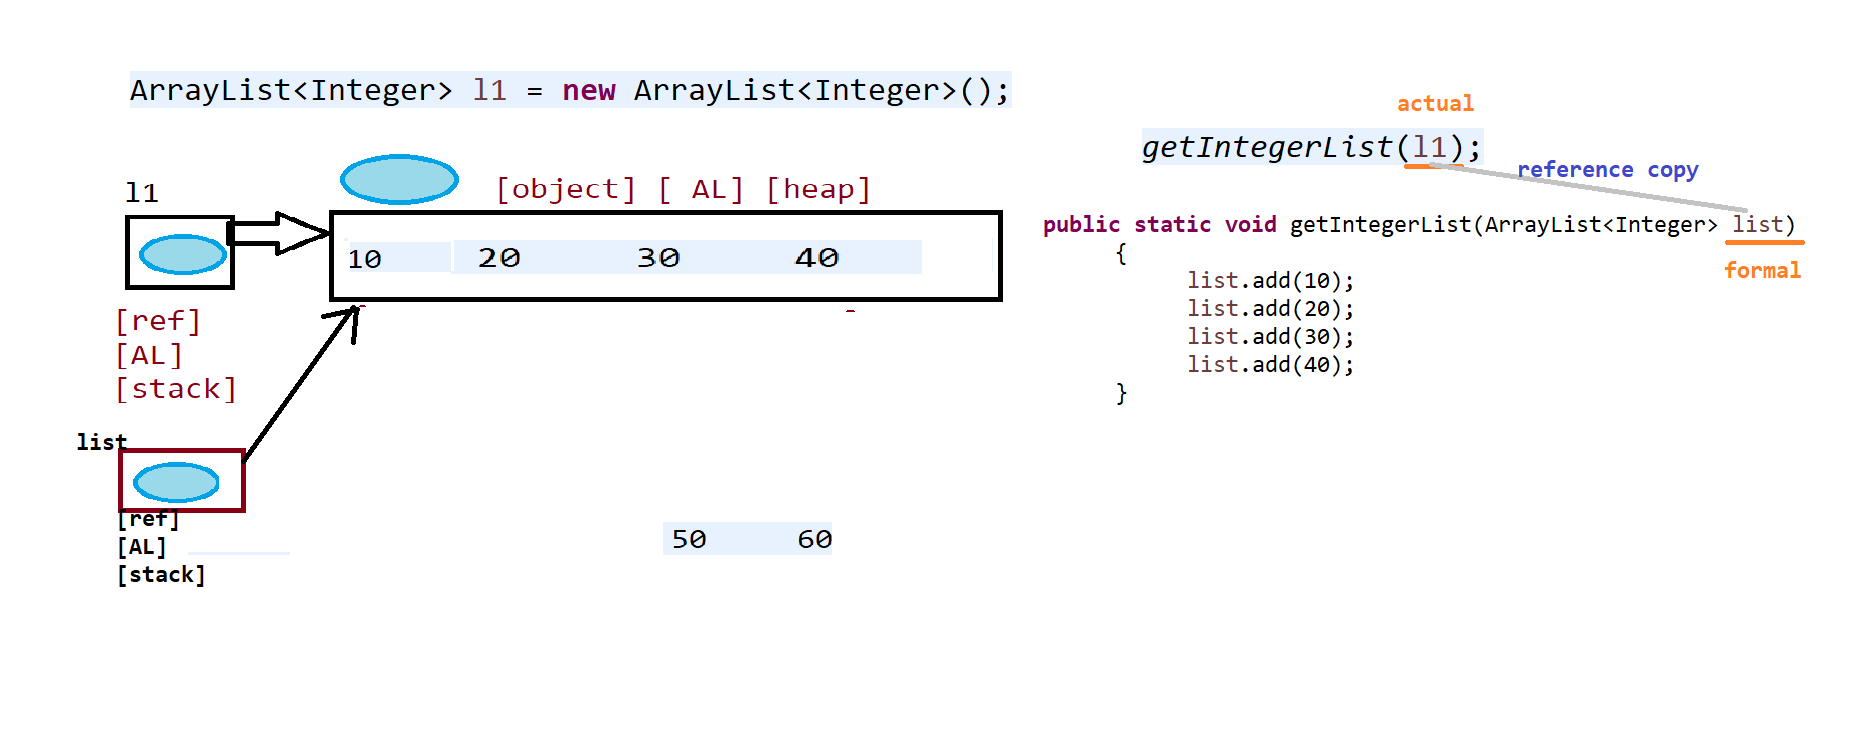 ArrayList<Integer> l1 = new ArrayList<Integer>();
l1
[object] [ AL] [heap]
10 20 30 40
[ref]
[AL]
[stack]
list
[ref]
[AL]
[stack]
50 60
actual
getIntegerList(l1);
reference copy
public static void getIntegerList(ArrayList<Integer> list)
{
formal
list.add(10);
list.add(20);
list.add(30);
list.add(40);
}